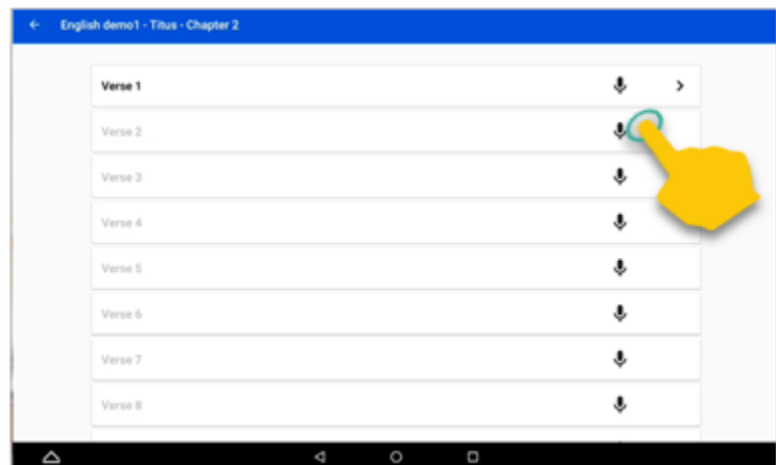 English demo1 - Titus - Chapter 2
Verse 1
Verse 2
Verse 3
Verse 4
Verse 5
Verse 6
Verse 7
Verse 8